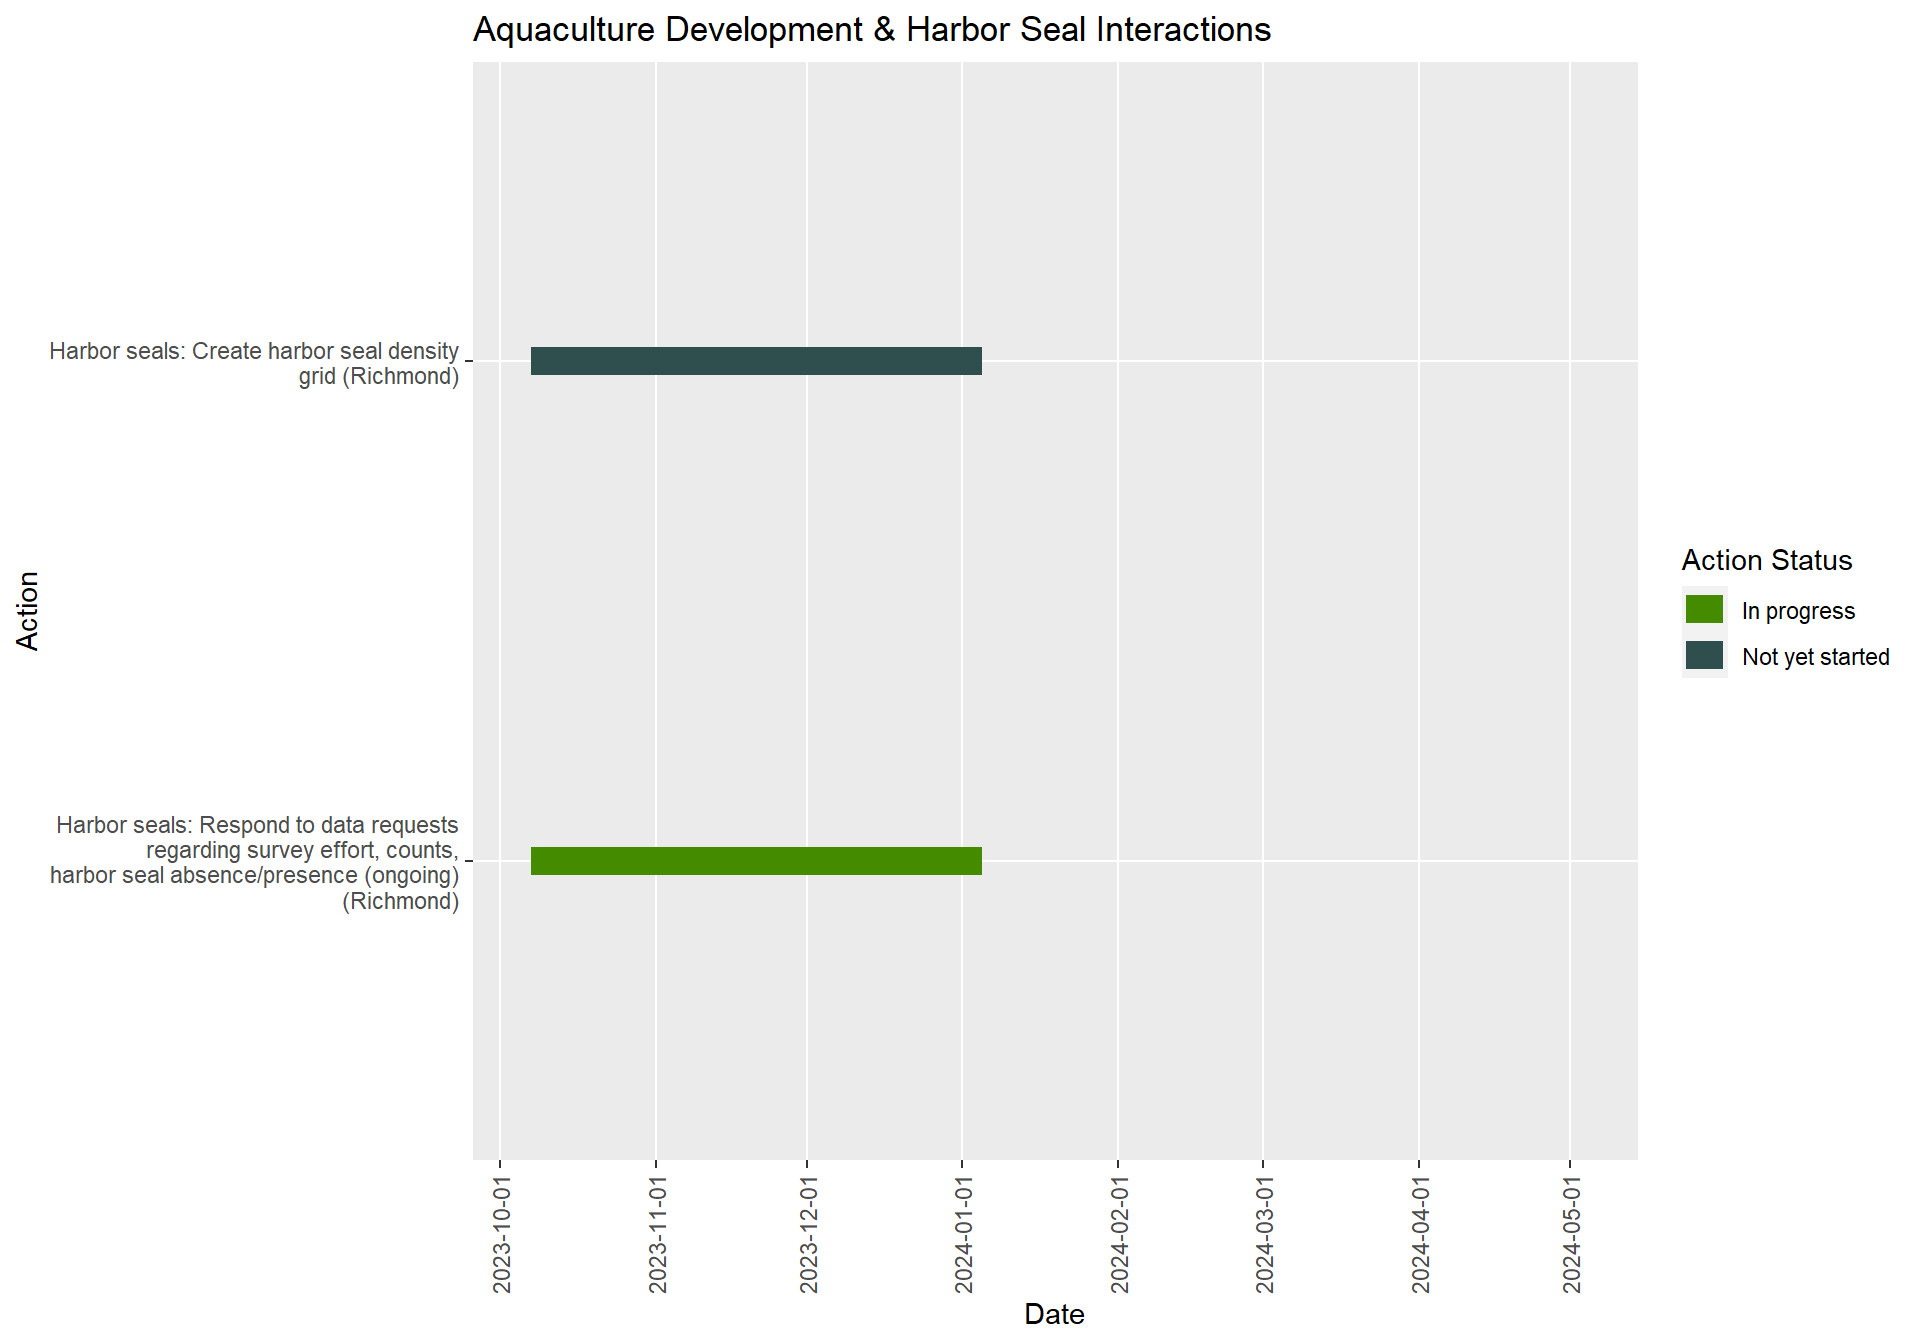 Aquaculture Development & Harbor Seal Interactions
Harbor seals: Create harbor seal density
grid (Richmond)
Harbor seals: Respond to data requests
regarding survey effort, counts,
harbor seal absence/presence (ongoing)
(Richmond)
Action
2023-10-01
2023-11-01
2023-12-01
2024-01-01
2024-02-01
2024-03-01
2024-04-01
2024-05-01
Date
Action Status
In progress
Not yet started